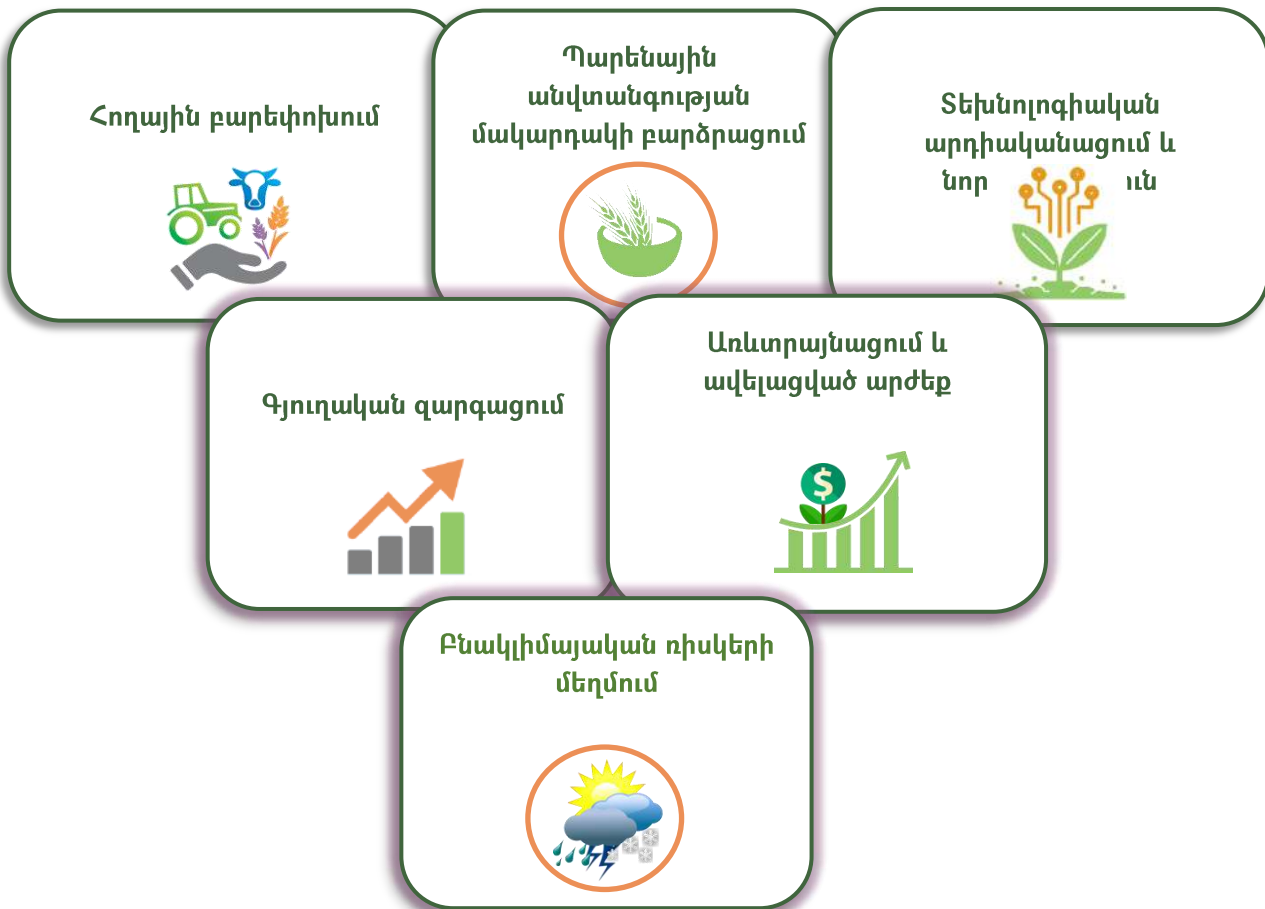 Հողային բարեփոխում
Պարենային
անվտանգության
մակարդակի բարձրացում
Տեխնոլոգիական
արդիականացում և
նոր
Գյուղական զարգացում
Առևտրայնացում և
ավելացված արժեք
Բնակլիմայական ռիսկերի
մեղմում